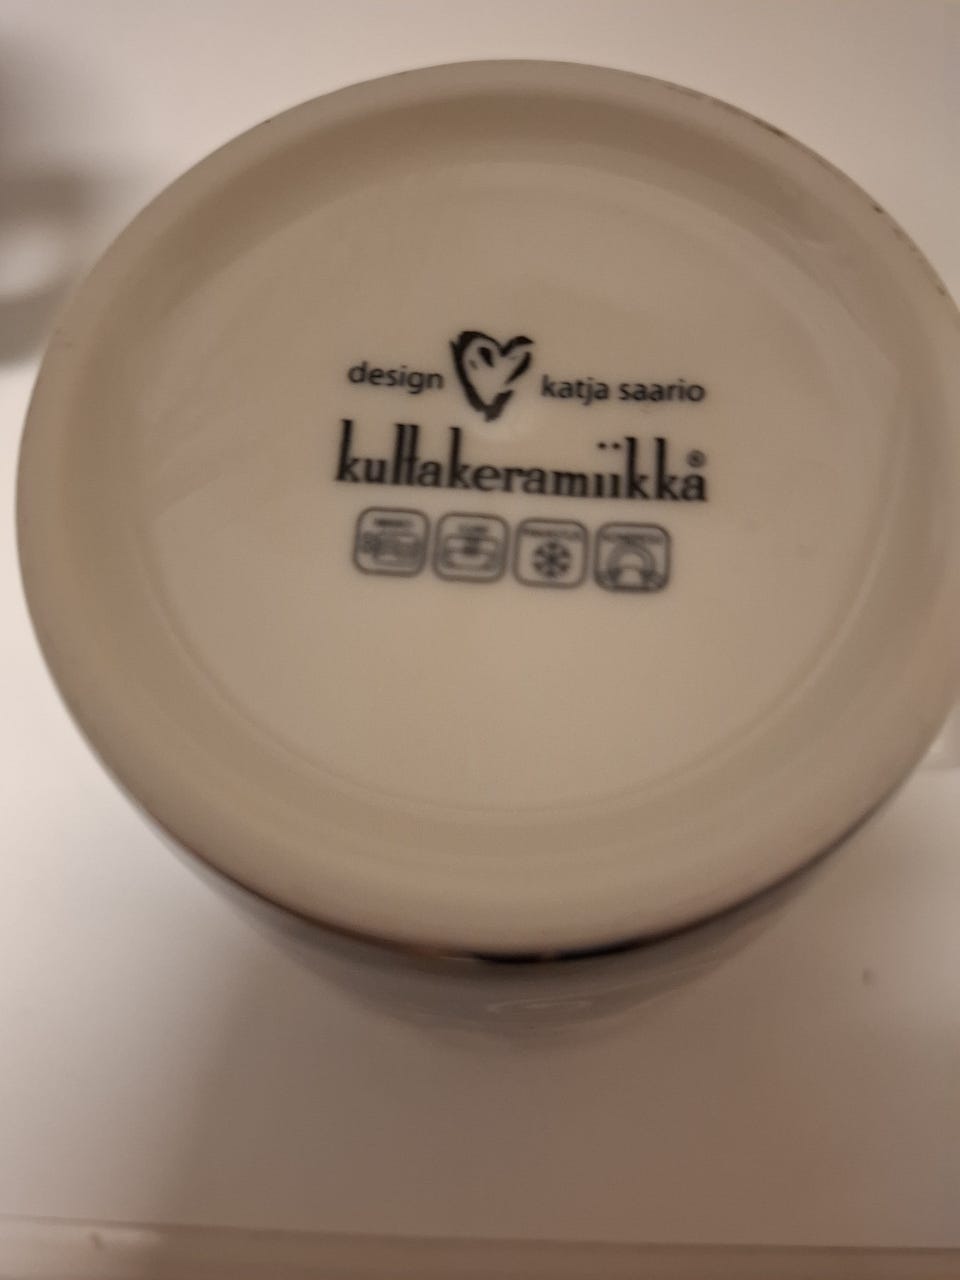 design katja saario
kultakeramiikka®